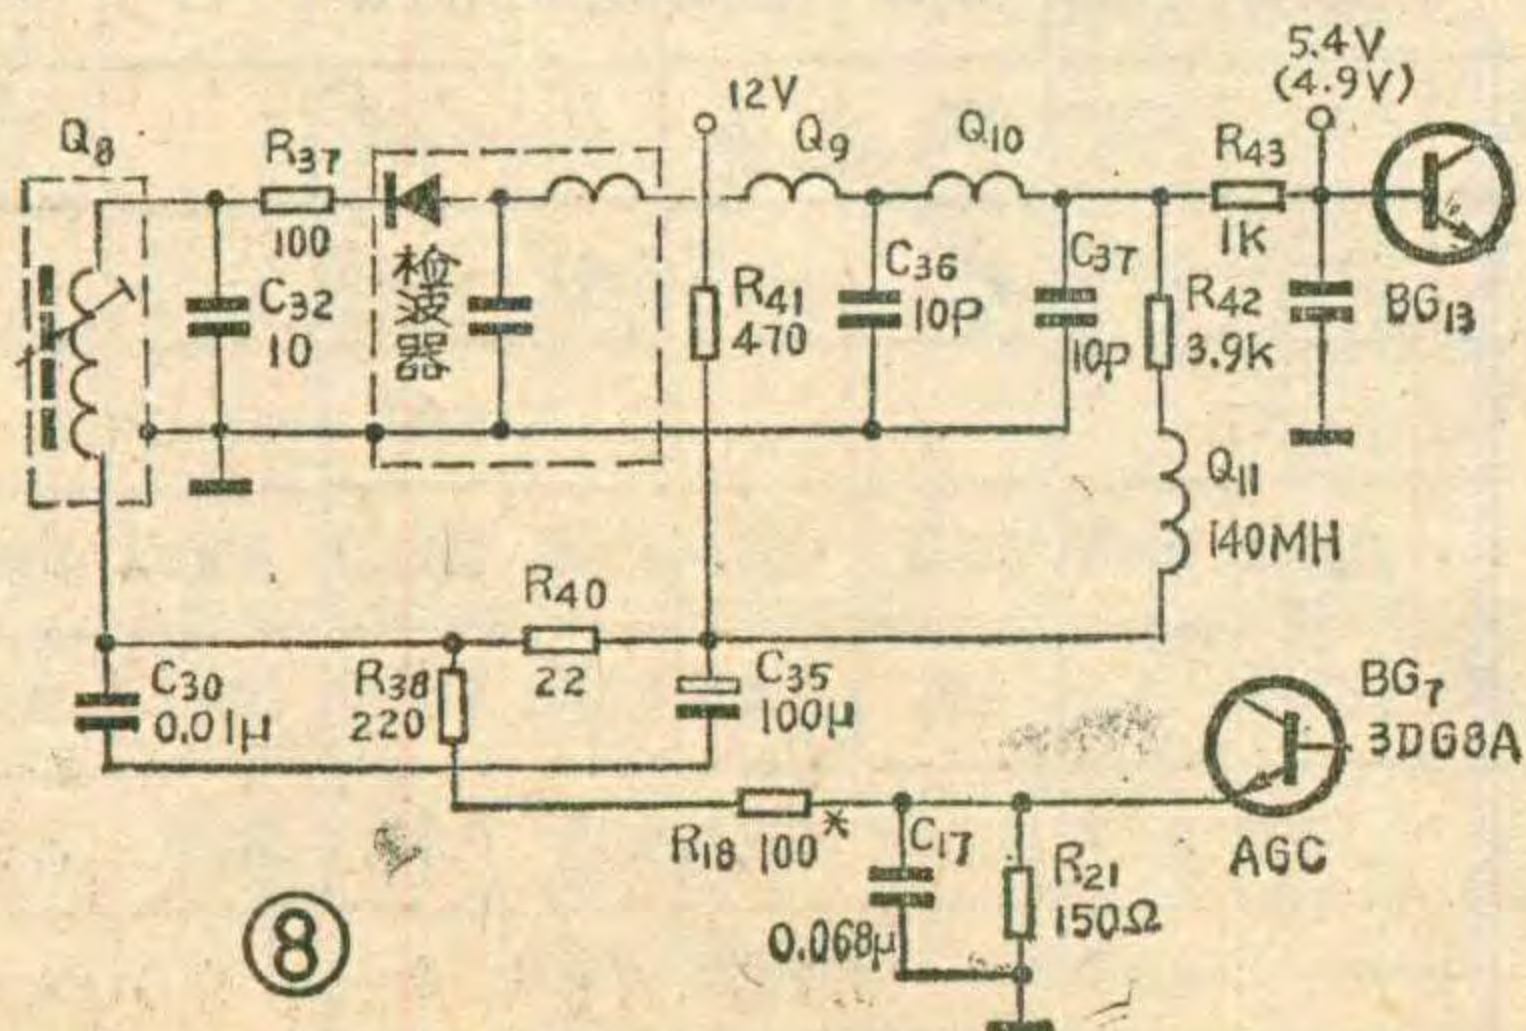 5.4V
(4.9V)
12V
Q8
R37
100
检波器
Q9
Q10
R43
1K
BG13
C32
10
R41
470
C36
10P
C37
10P
R42
3.9k
Q11
140MH
R40
22
C30
0.01μ
R38
220
C35
100μ
BG7
3DG8A
AGC
R18 100*
C17
0.068μ
R21
150Ω
⑧